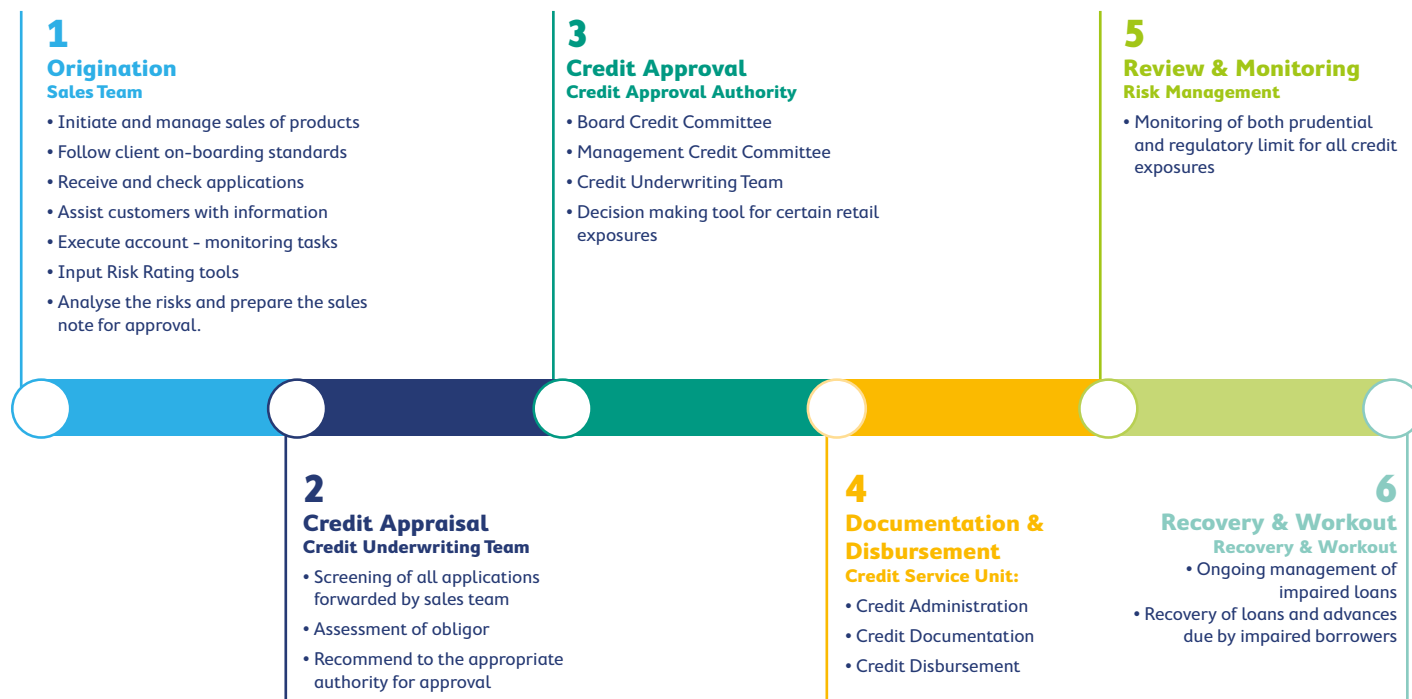 1
Origination
Sales Team
• Initiate and manage sales of products
• Follow client on-boarding standards
• Receive and check applications
• Assist customers with information
• Execute account - monitoring tasks
• Input Risk Rating tools
• Analyse the risks and prepare the sales
note for approval.
2
Credit Appraisal
Credit Underwriting Team
• Screening of all applications
forwarded by sales team
• Assessment of obligor
• Recommend to the appropriate
authority for approval
3
Credit Approval
Credit Approval Authority
• Board Credit Committee
• Management Credit Committee
• Credit Underwriting Team
• Decision making tool for certain retail
exposures
4
Documentation &
Disbursement
Credit Service Unit:
• Credit Administration
• Credit Documentation
• Credit Disbursement
5
Review & Monitoring
Risk Management
• Monitoring of both prudential
and regulatory limit for all credit
exposures
6
Recovery & Workout
Recovery & Workout
• Ongoing management of
impaired loans
• Recovery of loans and advances
due by impaired borrowers